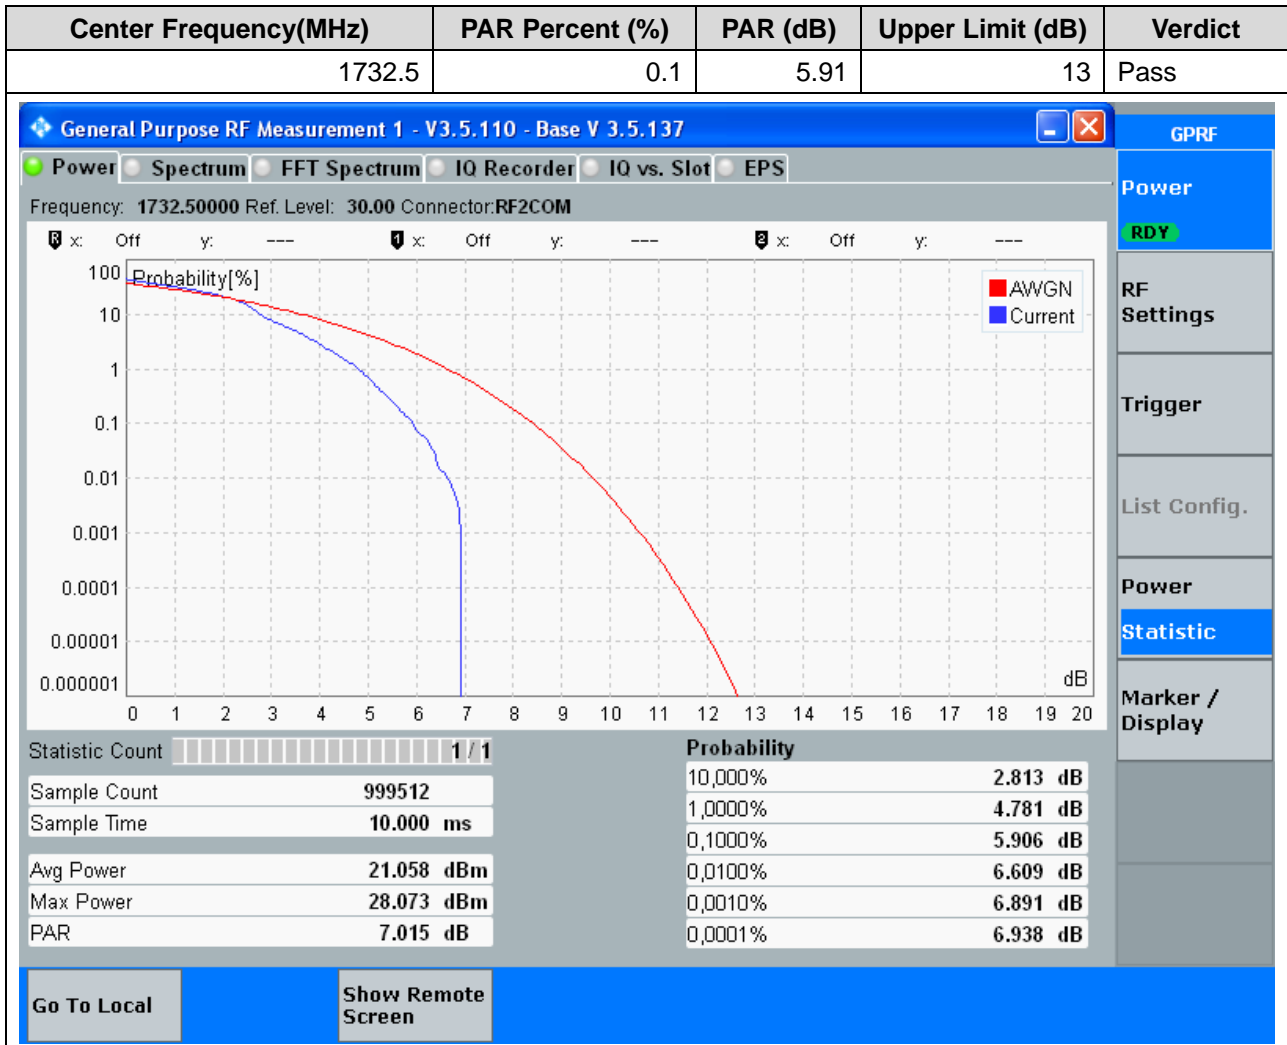 Center Frequency(MHz) PAR Percent (%) PAR (dB) Upper Limit (dB) Verdict
1732.5 0.1 5.91 13 Pass
General Purpose RF Measurement 1 - V3.5.110 - Base V 3.5.137
GPRF
Power Spectrum FFT Spectrum IQ Recorder IQ vs. Slot EPS
Power
RDY
Frequency: 1732.50000 Ref. Level: 30.00 Connector:RF2COM
R x: Off y: --- 1 x: Off y: --- 2 x: Off y: ---
Probability[%]
AWGN
Current
100
10
1
0.1
0.01
0.001
0.0001
0.00001
0.000001
dB
0 1 2 3 4 5 6 7 8 9 10 11 12 13 14 15 16 17 18 19 20
RF
Settings
Trigger
List Config.
Power
Statistic
Marker /
Display
Statistic Count 1 / 1
Sample Count 999512
Sample Time 10.000 ms
Avg Power 21.058 dBm
Max Power 28.073 dBm
PAR 7.015 dB
Probability
10,000% 2.813 dB
1,0000% 4.781 dB
0,1000% 5.906 dB
0,0100% 6.609 dB
0,0010% 6.891 dB
0,0001% 6.938 dB
Go To Local
Show Remote
Screen